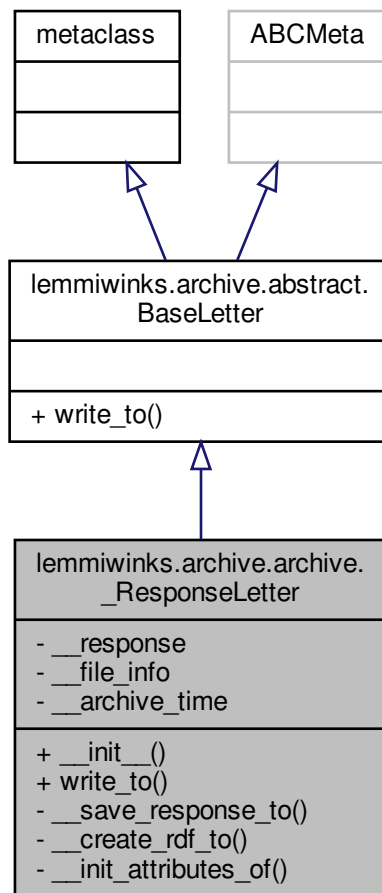 metaclass
ABCMeta
lemmiwinks.archive.abstract.
BaseLetter
+ write_to()
lemmiwinks.archive.archive.
_ResponseLetter
- __response
- __file_info
- __archive_time
+ __init__()
+ write_to()
- __save_response_to()
- __create_rdf_to()
- __init_attributes_of()